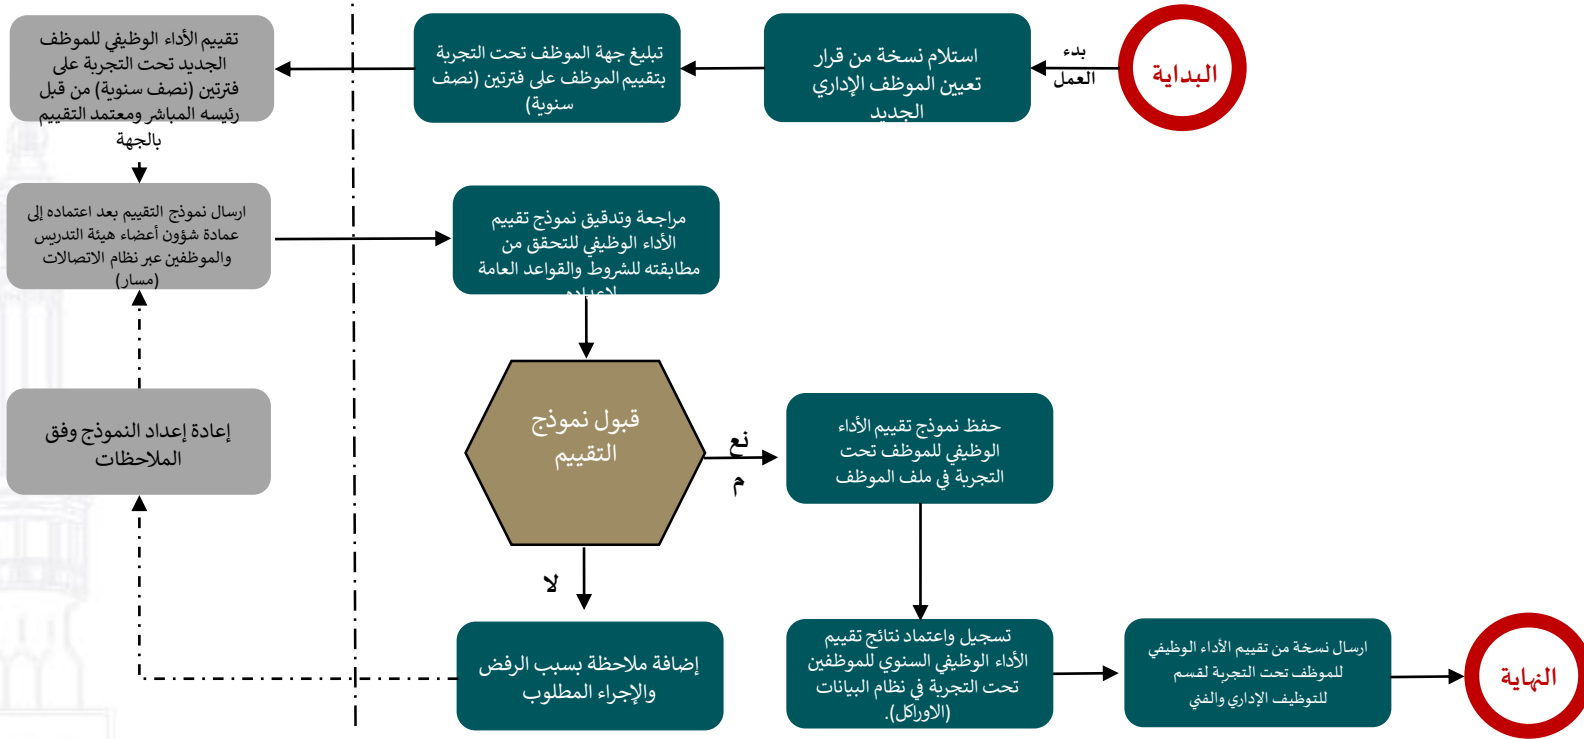 البداية
بدء
العمل
استلام نسخة من قرار
تعيين الموظف الإداري
الجديد
تبليغ جهة الموظف تحت التجربة
بتقييم الموظف على فترتين (نصف
سنوية)
تقييم الأداء الوظيفي للموظف
الجديد تحت التجربة على
فترتين (نصف سنوية) من قبل
رئيسه المباشر ومعتمد التقييم
بالجهة
ارسال نموذج التقييم بعد اعتماده إلى
عمادة شؤون أعضاء هيئة التدريس
والموظفين عبر نظام الاتصالات
(مسار)
مراجعة وتدقيق نموذج تقييم
الأداء الوظيفي للتحقق من
مطابقته للشروط والقواعد العامة
قبول نموذج
التقييم
نع
م
حفظ نموذج تقييم الأداء
الوظيفي للموظف تحت
التجربة في ملف الموظف
إعادة إعداد النموذج وفق
الملاحظات
لا
إضافة ملاحظة بسبب الرفض
والإجراء المطلوب
تسجيل واعتماد نتائج تقييم
الأداء الوظيفي السنوي للموظفين
تحت التجربة في نظام البيانات
(الاوراكل).
ارسال نسخة من تقييم الأداء الوظيفي
للموظف تحت التجربة لقسم
للتوظيف الإداري والفني
النهاية